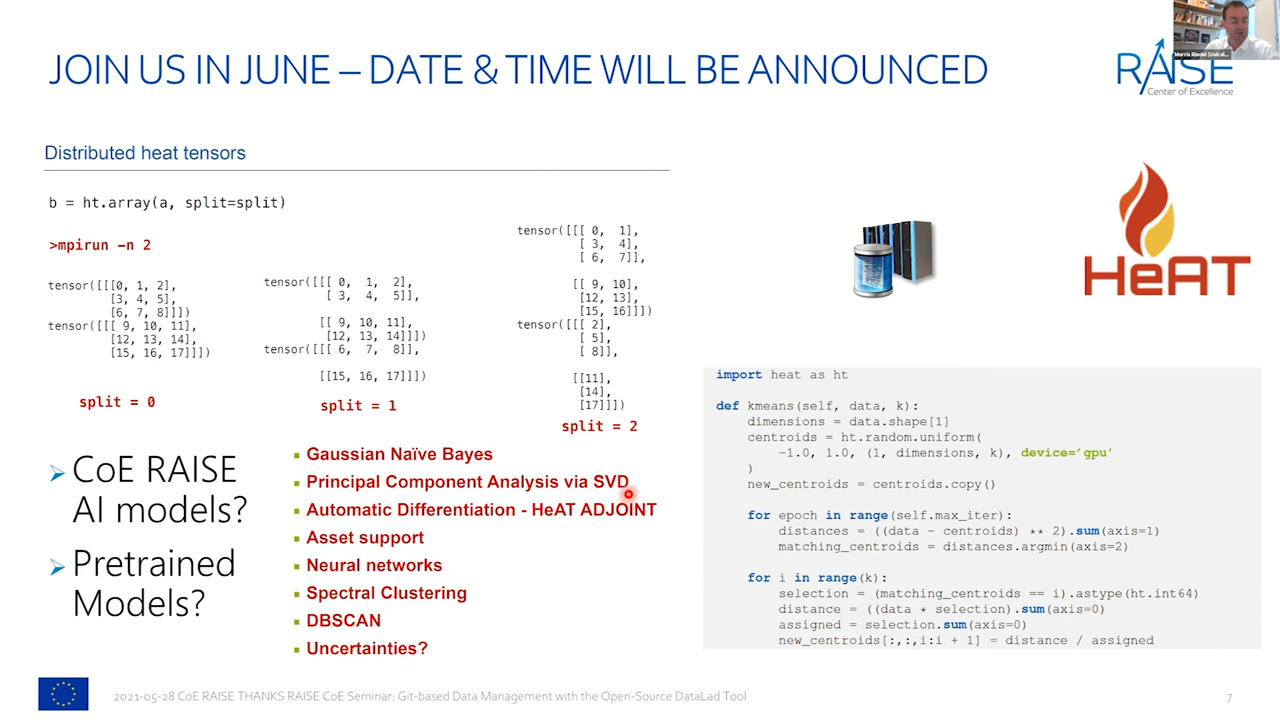 JOIN US IN JUNE – DATE & TIME WILL BE ANNOUNCED
RAISE
Center of Excellence
Distributed heat tensors
b = ht.array(a, split=split)
>mpirun -n 2
tensor([[[0, 1, 2],
[3, 4, 5],
[6, 7, 8]]])
tensor([[[ 9, 10, 11],
[12, 13, 14],
[15, 16, 17]]])
split = 0
tensor([[[ 0, 1, 2],
[ 3, 4, 5]],
[[ 9, 10, 11],
[12, 13, 14]]])
tensor([[[ 6, 7, 8]],
[[15, 16, 17]]])
split = 1
tensor([[[ 0, 1],
[ 3, 4],
[ 6, 7]],
[[ 9, 10],
[12, 13],
[15, 16]]])
tensor([[[ 2],
[ 5],
[ 8]],
[[11],
[14],
[17]]])
split = 2
HeAT
➢ CoE RAISE
AI models?
➢ Pretrained
Models?
▪ Gaussian Naïve Bayes
▪ Principal Component Analysis via SVD
▪ Automatic Differentiation - HeAT ADJOINT
▪ Asset support
▪ Neural networks
▪ Spectral Clustering
▪ DBSCAN
▪ Uncertainties?
import heat as ht
def kmeans(self, data, k):
dimensions = data.shape[1]
centroids = ht.random.uniform(
-1.0, 1.0, (1, dimensions, k), device='gpu'
)
new_centroids = centroids.copy()
for epoch in range(self.max_iter):
distances = ((data - centroids) ** 2).sum(axis=1)
matching_centroids = distances.argmin(axis=2)
for i in range(k):
selection = (matching_centroids == i).astype(ht.int64)
distance = ((data * selection).sum(axis=0)
assigned = selection.sum(axis=0)
new_centroids[:,:,i:i + 1] = distance / assigned
2021-05-28 CoE RAISE THANKS RAISE CoE Seminar: Git-based Data Management with the Open-Source DataLad Tool
7